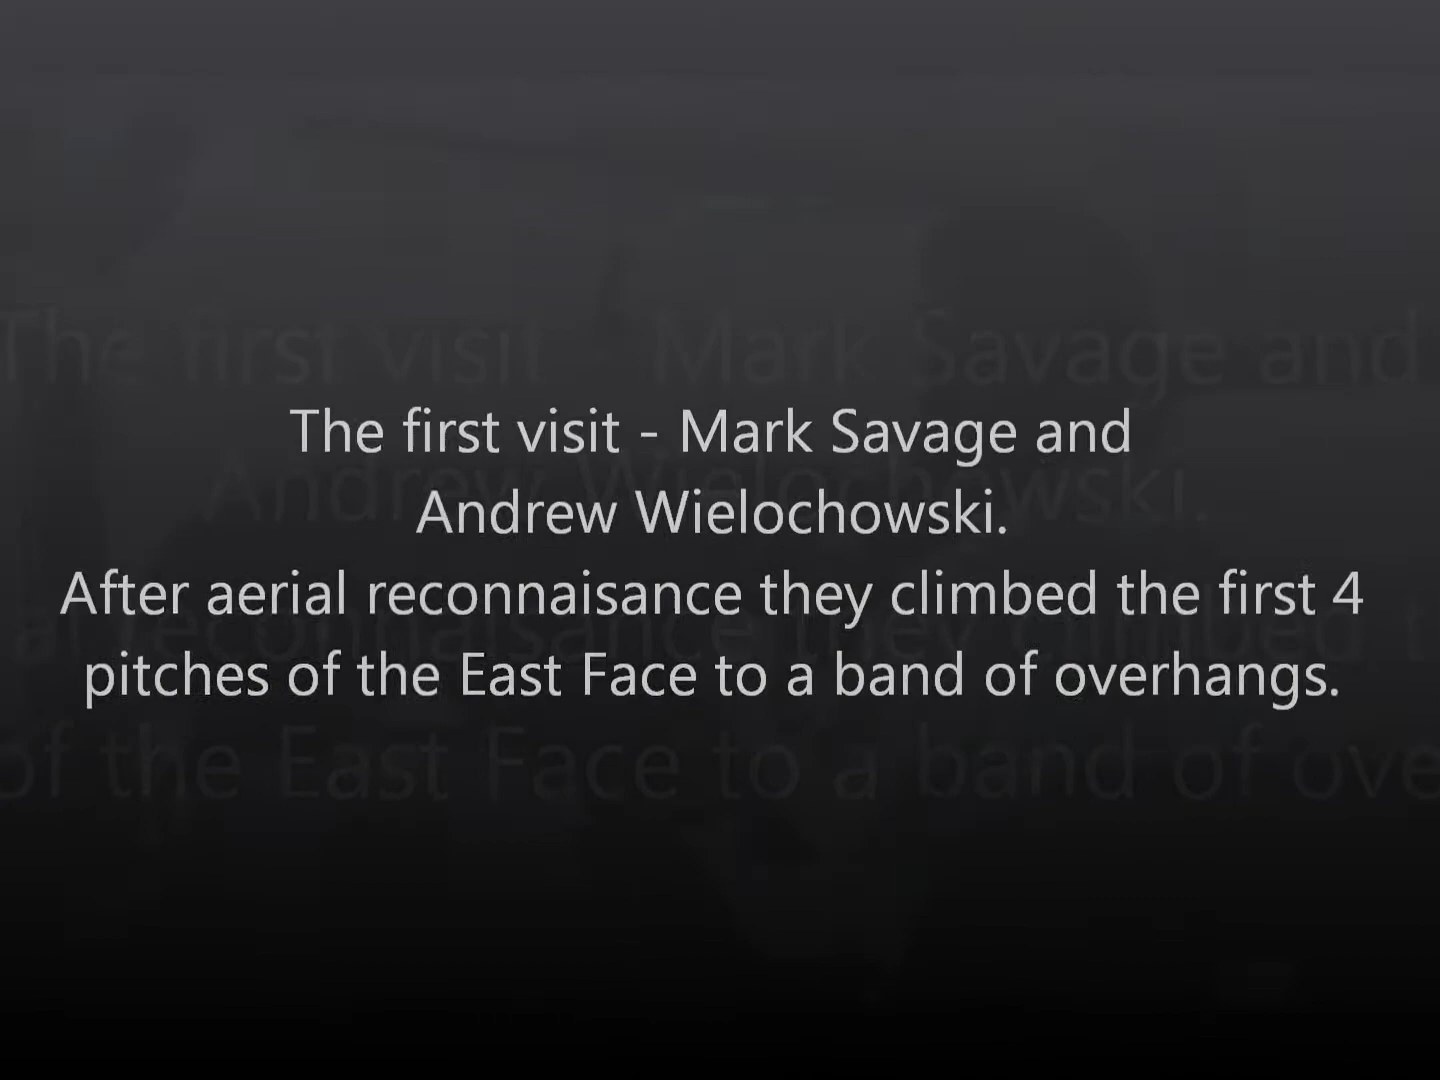 The first visit - Mark Savage and
Andrew Wielochowski.
After aerial reconnaisance they climbed the first 4
pitches of the East Face to a band of overhangs.